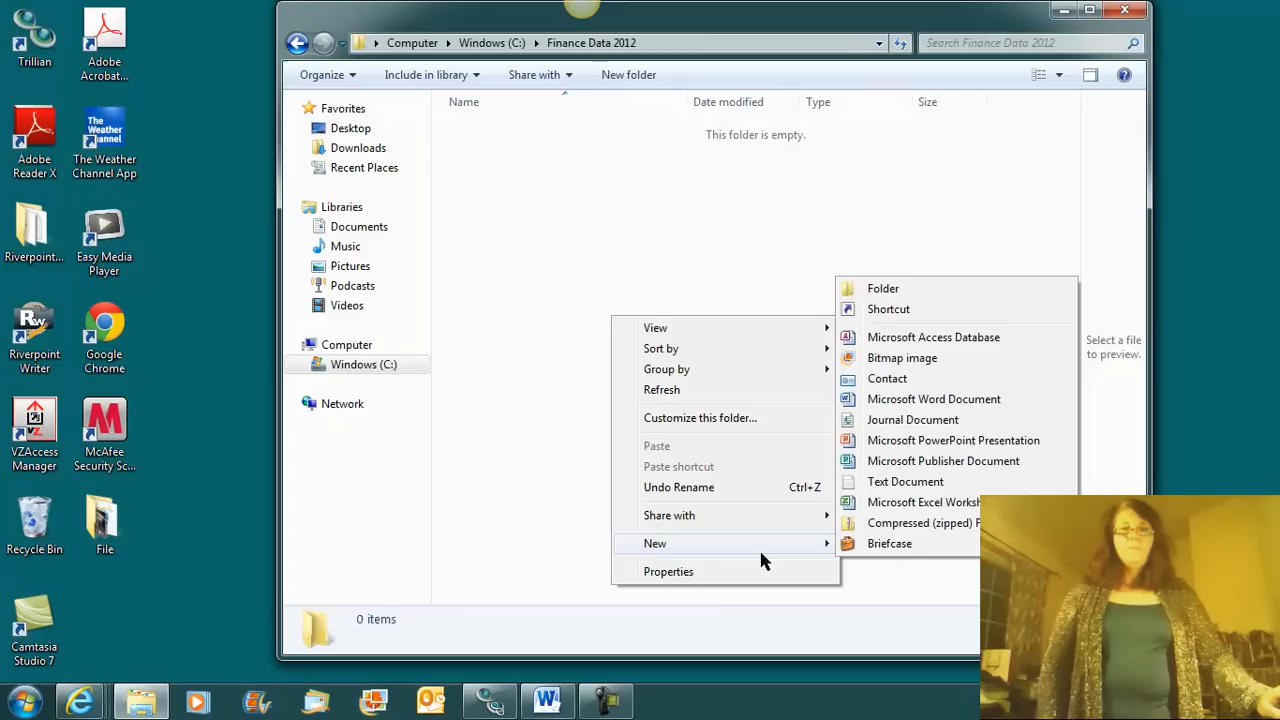 Trillian
Adobe
Acrobat...
Adobe
Reader X
The
Weather
Channel
The Weather
Channel App
Riverpoint...
Easy Media
Player
Rw
Riverpoint
Writer
Google
Chrome
VZ
VZAccess
Manager
McAfee
Security Sc...
Recycle Bin
File
Camtasia
Studio 7
Computer
Windows (C:)
Finance Data 2012
Search Finance Data 2012
Organize
Include in library
Share with
New folder
Favorites
Desktop
Downloads
Recent Places
Libraries
Documents
Music
Pictures
Podcasts
Videos
Computer
Windows (C:)
Network
Name
Date modified
Type
Size
This folder is empty.
Select a file
to preview.
View
Sort by
Group by
Refresh
Customize this folder...
Paste
Paste shortcut
Undo Rename Ctrl+Z
Share with
New
Properties
Folder
Shortcut
Microsoft Access Database
Bitmap image
Contact
Microsoft Word Document
Journal Document
Microsoft PowerPoint Presentation
Microsoft Publisher Document
Text Document
Microsoft Excel Worksh
Compressed (zipped) F
Briefcase
0 items